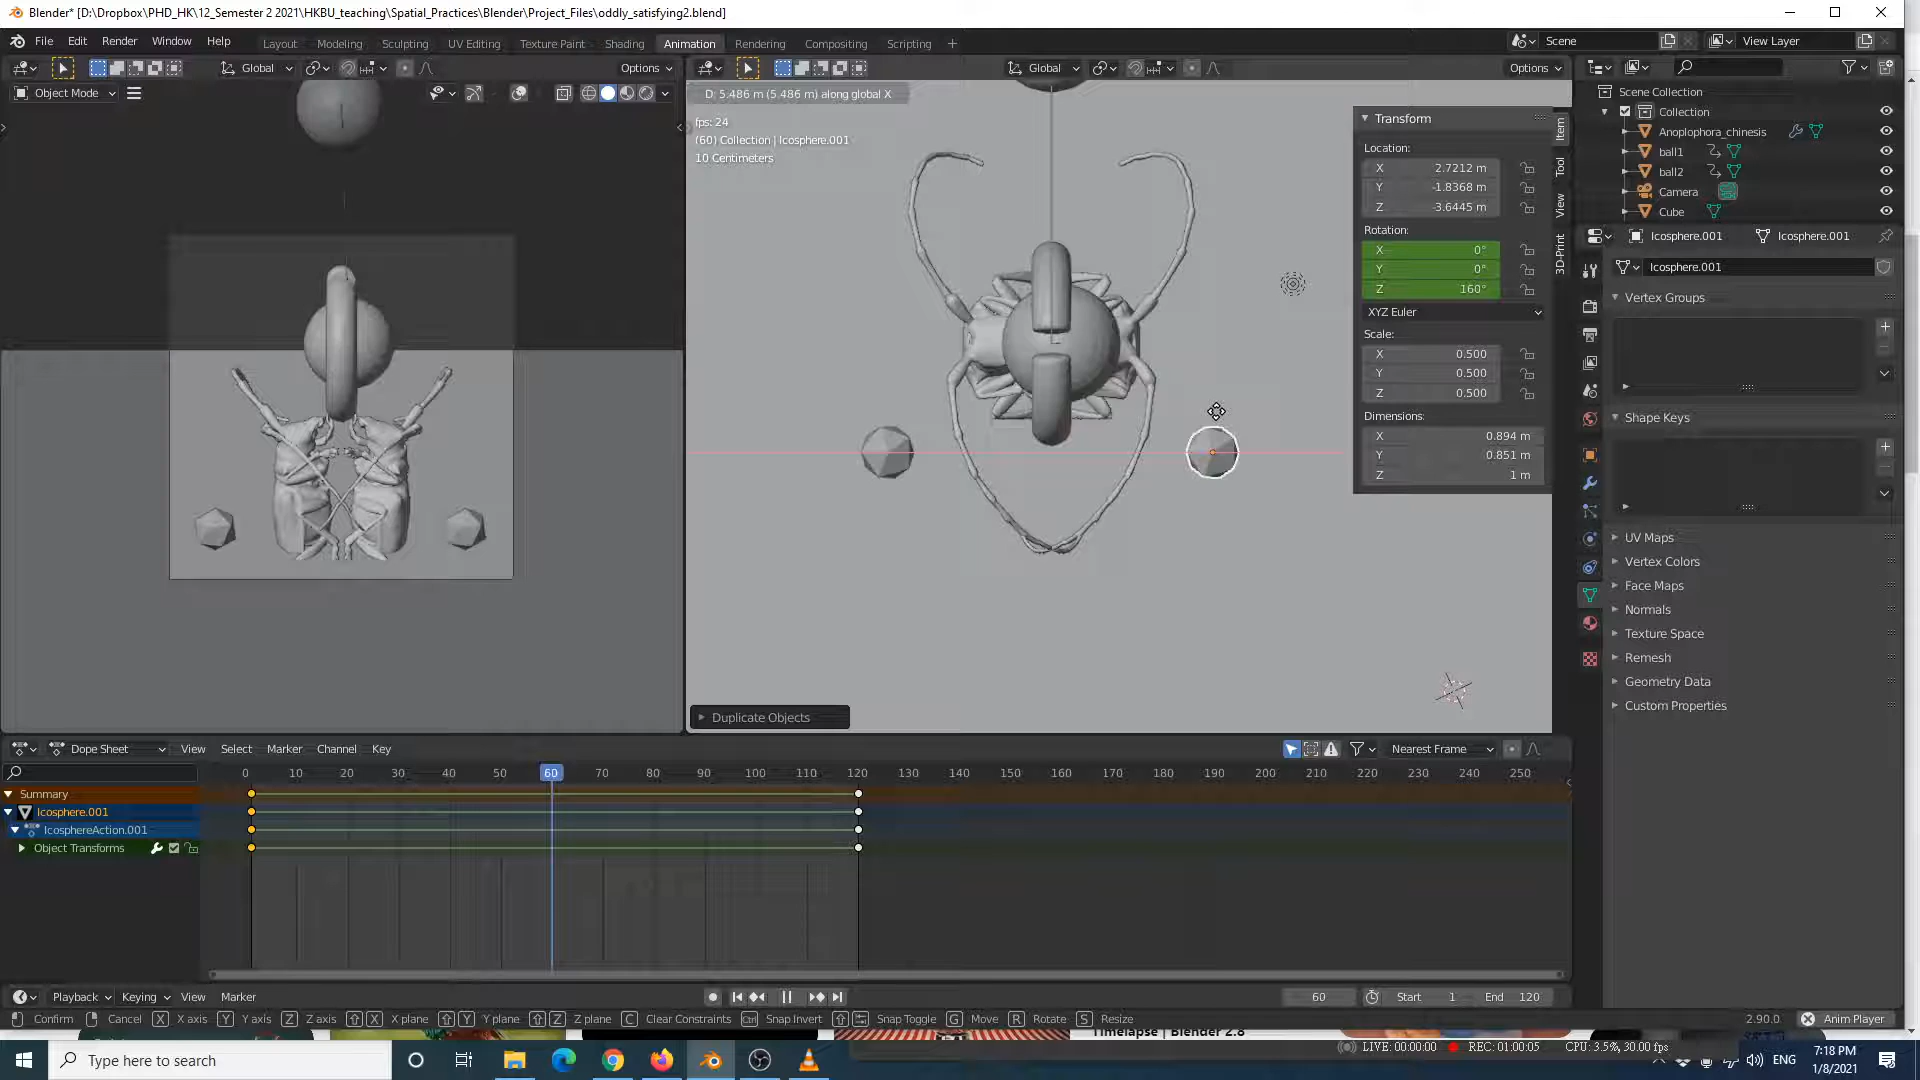 Blender* [D:\Dropbox\PHD_HK\12_Semester 2 2021\HKBU_teaching\Spatial_Practices\Blender\Project_Files\oddly_satisfying2.blend]
File Edit Render Window Help Layout Modeling Sculpting UV Editing Texture Paint Shading Animation Rendering Compositing Scripting + Scene View Layer
Global Options Global Options
Object Mode D: 5.486 m (5.486 m) along global X Scene Collection
fps: 24
(60) Collection | Icosphere.001
10 Centimeters
Transform
Location:
X 2.7212 m
Y -1.8368 m
Z -3.6445 m
Rotation:
X 0°
Y 0°
Z 160°
XYZ Euler
Scale:
X 0.500
Y 0.500
Z 0.500
Dimensions:
X 0.894 m
Y 0.851 m
Z 1 m
Item
Tool
View
3D-Print
Collection
Anoplophora_chinesis
ball1
ball2
Camera
Cube
Icosphere.001 Icosphere.001
Icosphere.001
Vertex Groups
Shape Keys
UV Maps
Vertex Colors
Face Maps
Normals
Texture Space
Remesh
Geometry Data
Custom Properties
Duplicate Objects
Dope Sheet View Select Marker Channel Key Nearest Frame
0 10 20 30 40 50 60 70 80 90 100 110 120 130 140 150 160 170 180 190 200 210 220 230 240 250
Summary
Icosphere.001
IcosphereAction.001
Object Transforms
Playback Keying View Marker 60 Start 1 End 120
Confirm Cancel X X axis Y Y axis Z Z axis X X plane Y Y plane Z Z plane C Clear Constraints Ctrl Snap Invert Snap Toggle G Move R Rotate S Resize 2.90.0 Anim Player
Timelapse | Blender 2.8
LIVE: 00:00:00 REC: 01:00:05 CPU: 3.5%, 30.00 fps
Type here to search ENG 7:18 PM
1/8/2021